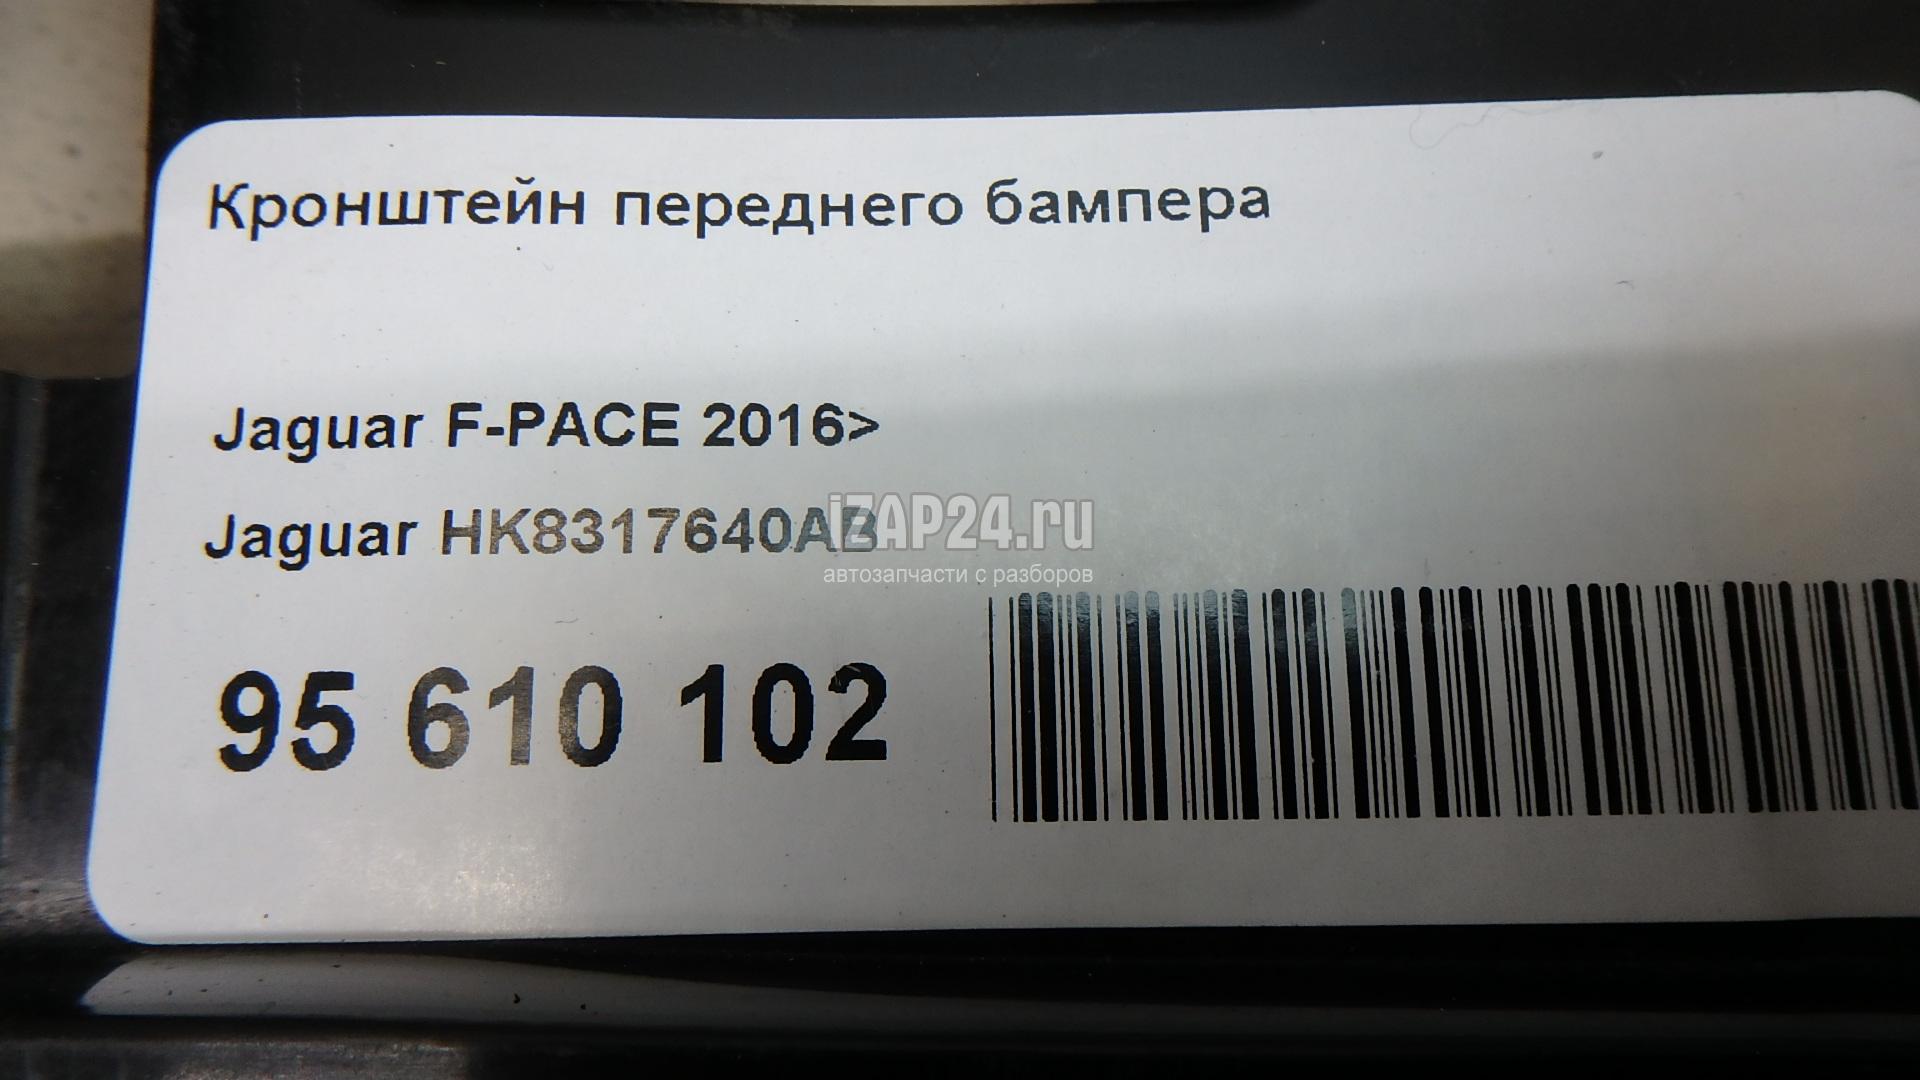 Кронштейн переднего бампера
Jaguar F-PACE 2016>
Jaguar HK8317640AB
iZAP24.ru
автозапчасти с разборов
95 610 102